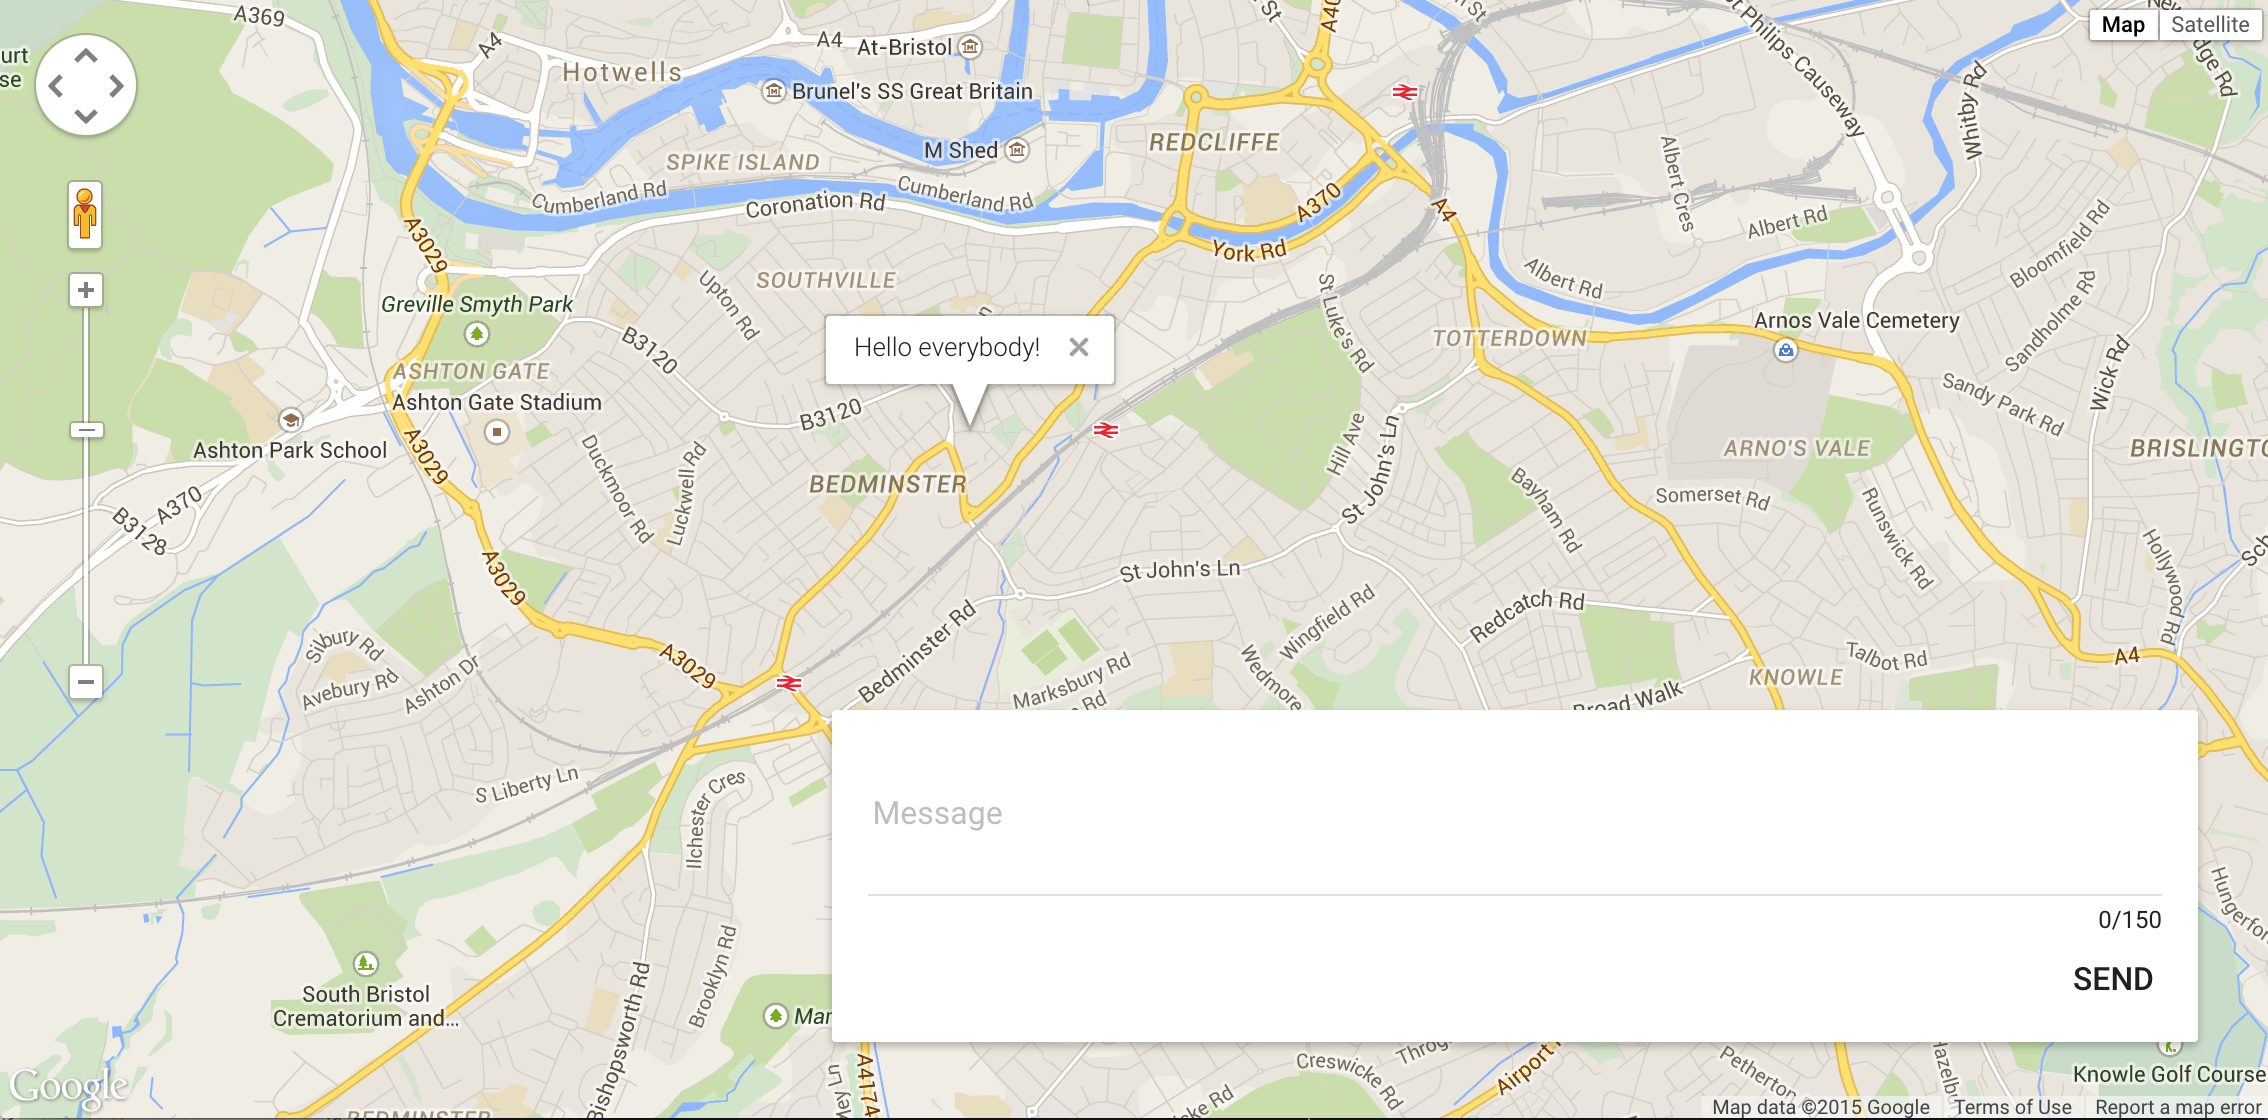 A369
A4
A4
At-Bristol
Hotwells
Brunel's SS Great Britain
St Philips Causeway
Map
Satellite
Whitby Rd
REDCLIFFE
M Shed
SPIKE ISLAND
Cumberland Rd
Coronation Rd
Cumberland Rd
A370
A4
York Rd
Albert Cres
Albert Rd
Albert Rd
Bloomfield Rd
Sandholme Rd
A3029
Greville Smyth Park
SOUTHVILLE
Upton Rd
B3120
Hello everybody!
St Luke's Rd
TOTTERDOWN
Arnos Vale Cemetery
Wick Rd
Sandy Park Rd
ASHTON GATE
Ashton Gate Stadium
B3120
Ashton Park School
A3029
Duckmoor Rd
Luckwell Rd
BEDMINSTER
Hill Ave
St John's Ln
ARNO'S VALE
BRISLINGTO
Somerset Rd
Bayham Rd
Runswick Rd
A370
B3128
A3029
St John's Ln
Hollywood Rd
Redcatch Rd
Wingfield Rd
Wedmore
Bedminster Rd
Marksbury Rd
Rd
Silbury Rd
Avebury Rd
Ashton Dr
A3029
Talbot Rd
A4
KNOWLE
Broad Walk
S Liberty Ln
Ilchester Cres
Message
0/150
SEND
Brooklyn Rd
Bishopsworth Rd
South Bristol
Crematorium and...
Mar
Hungerfor
A4174
Ley Ln
Creswicke Rd
Airport
Petherton
Knowle Golf Course
Google
BEDMINSTER
Map data ©2015 Google
Terms of Use
Report a map error